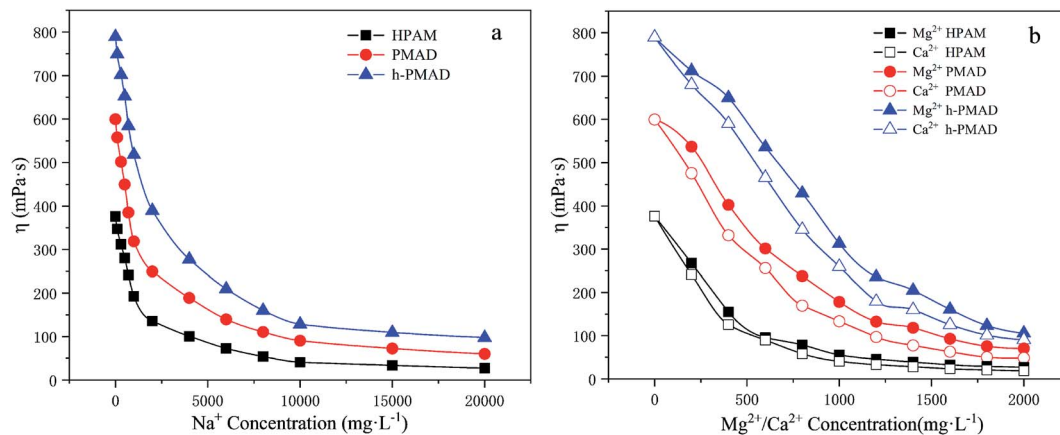 a
HPAM
PMAD
h-PMAD
800
700
600
500
400
300
200
100
0
η (mPa·s)
0 5000 10000 15000 20000
Na⁺ Concentration (mg·L⁻¹)
b
Mg²⁺ HPAM
Ca²⁺ HPAM
Mg²⁺ PMAD
Ca²⁺ PMAD
Mg²⁺ h-PMAD
Ca²⁺ h-PMAD
800
700
600
500
400
300
200
100
0
η (mPa·s)
0 500 1000 1500 2000
Mg²⁺/Ca²⁺ Concentration(mg·L⁻¹)